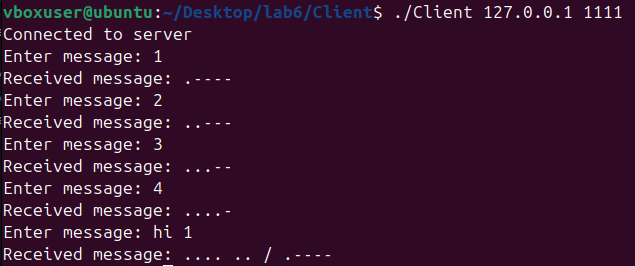 vboxuser@ubuntu:~/Desktop/lab6/Client$ ./Client 127.0.0.1 1111
Connected to server
Enter message: 1
Received message: .----
Enter message: 2
Received message: ..---
Enter message: 3
Received message: ...--
Enter message: 4
Received message: ....-
Enter message: hi 1
Received message: .... .. / .----